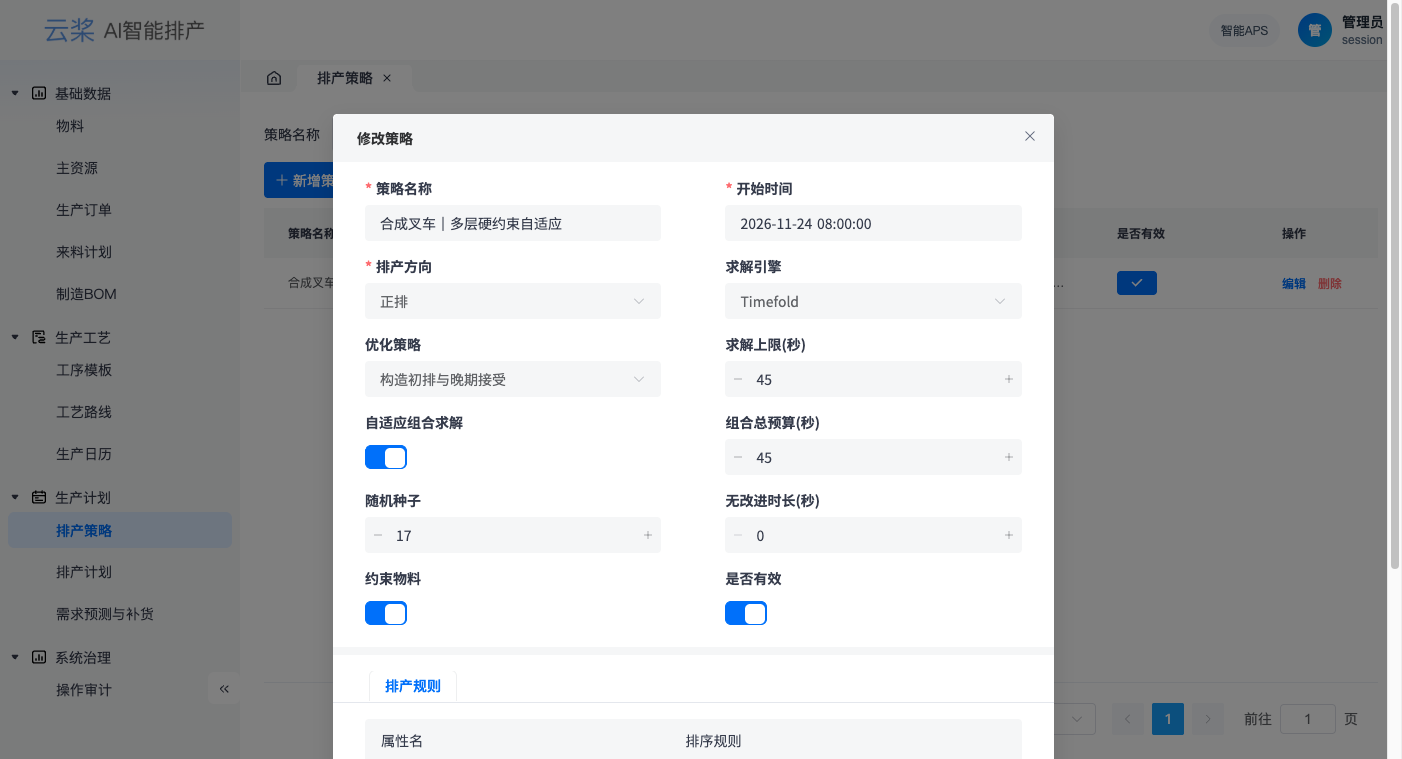 云桨 AI智能排产
智能APS
管
管理员
session
基础数据
物料
主资源
生产订单
来料计划
制造BOM
生产工艺
工序模板
工艺路线
生产日历
生产计划
排产策略
排产计划
需求预测与补货
系统治理
操作审计
排产策略
策略名称
新增策
策略名称
是否有效
操作
合成叉车
...
编辑 删除
1
前往 1 页
修改策略
* 策略名称
合成叉车｜多层硬约束自适应
* 开始时间
2026-11-24 08:00:00
* 排产方向
正排
求解引擎
Timefold
优化策略
构造初排与晚期接受
求解上限(秒)
45
自适应组合求解
组合总预算(秒)
45
随机种子
17
无改进时长(秒)
0
约束物料
是否有效
排产规则
属性名 排序规则